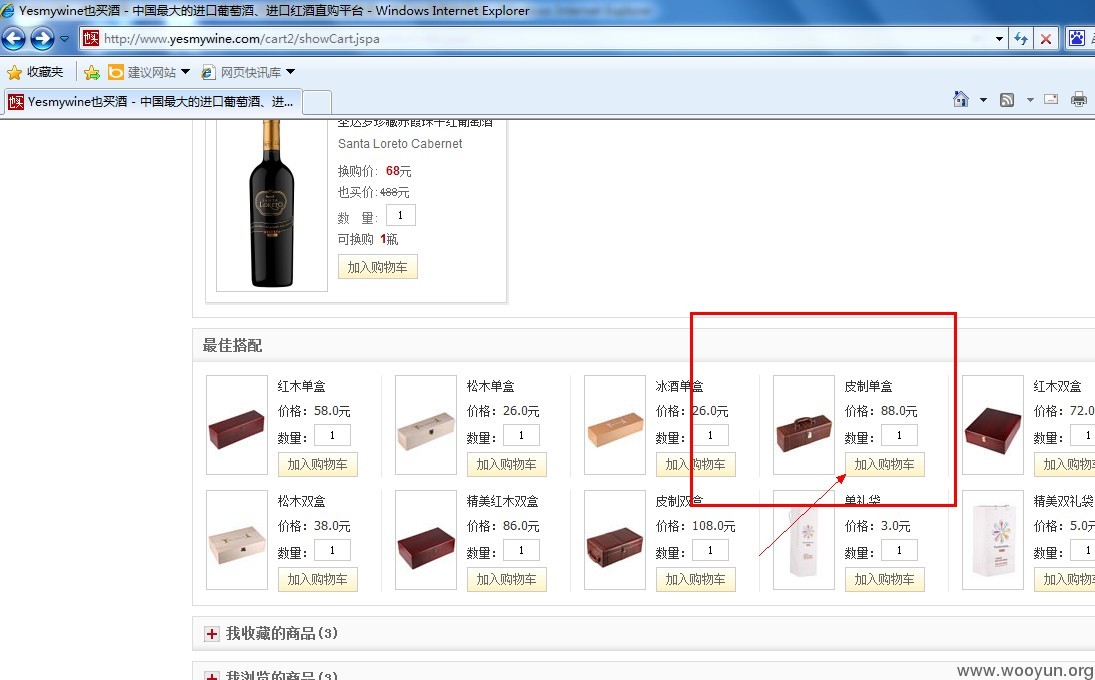 Yesmywine也买酒 - 中国最大的进口葡萄酒、进口红酒直购平台 - Windows Internet Explorer
http://www.yesmywine.com/cart2/showCart.jspa
收藏夹 建议网站 网页快讯库
Yesmywine也买酒 - 中国最大的进口葡萄酒、进...
圣达罗珍藏赤霞珠干红葡萄酒
Santa Loreto Cabernet
换购价: 68元
也买价: 488元
数 量: 1
可换购 1瓶
加入购物车
最佳搭配
红木单盒 松木单盒 冰酒单盒 皮制单盒 红木双盒
价格: 58.0元 价格: 26.0元 价格: 26.0元 价格: 88.0元 价格: 72.0
数量: 1 数量: 1 数量: 1 数量: 1 数量: 1
加入购物车 加入购物车 加入购物车 加入购物车 加入购物
松木双盒 精美红木双盒 皮制双盒 单礼袋 精美双礼袋
价格: 38.0元 价格: 86.0元 价格: 108.0元 价格: 3.0元 价格: 5.0元
数量: 1 数量: 1 数量: 1 数量: 1 数量: 1
加入购物车 加入购物车 加入购物车 加入购物车 加入购物
我收藏的商品(3)
我浏览的商品(3)
www.wooyun.org